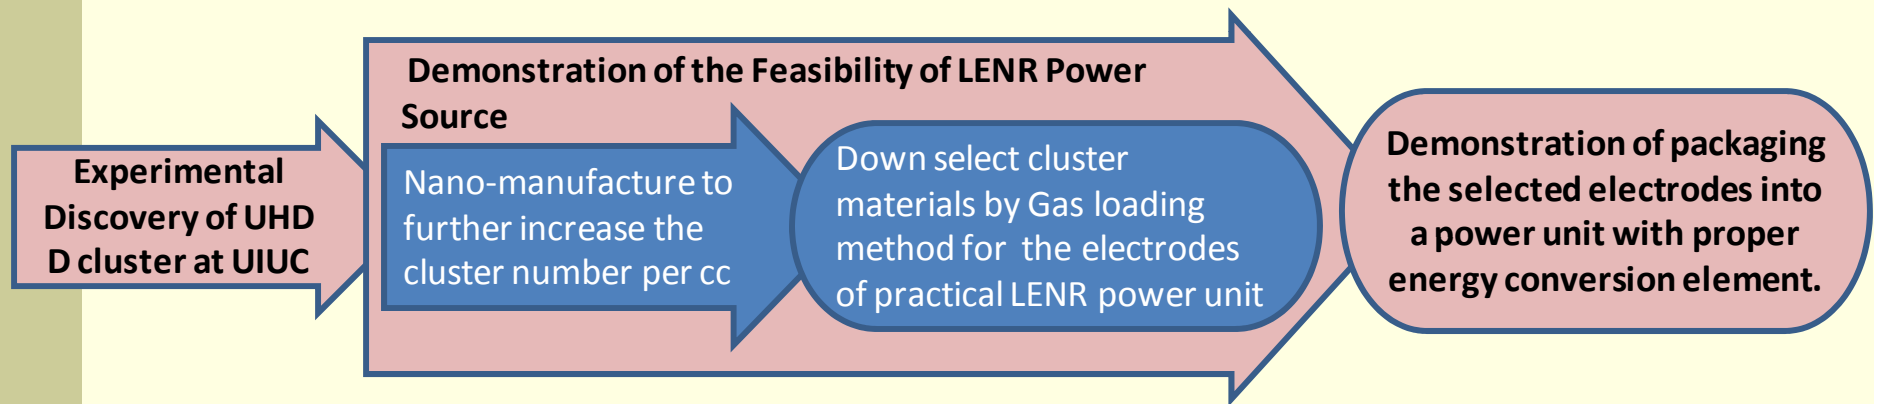 Experimental
Discovery of UHD
D cluster at UIUC
Demonstration of the Feasibility of LENR Power
Source
Nano-manufacture to
further increase the
cluster number per cc
Down select cluster
materials by Gas loading
method for the electrodes
of practical LENR power unit
Demonstration of packaging
the selected electrodes into
a power unit with proper
energy conversion element.